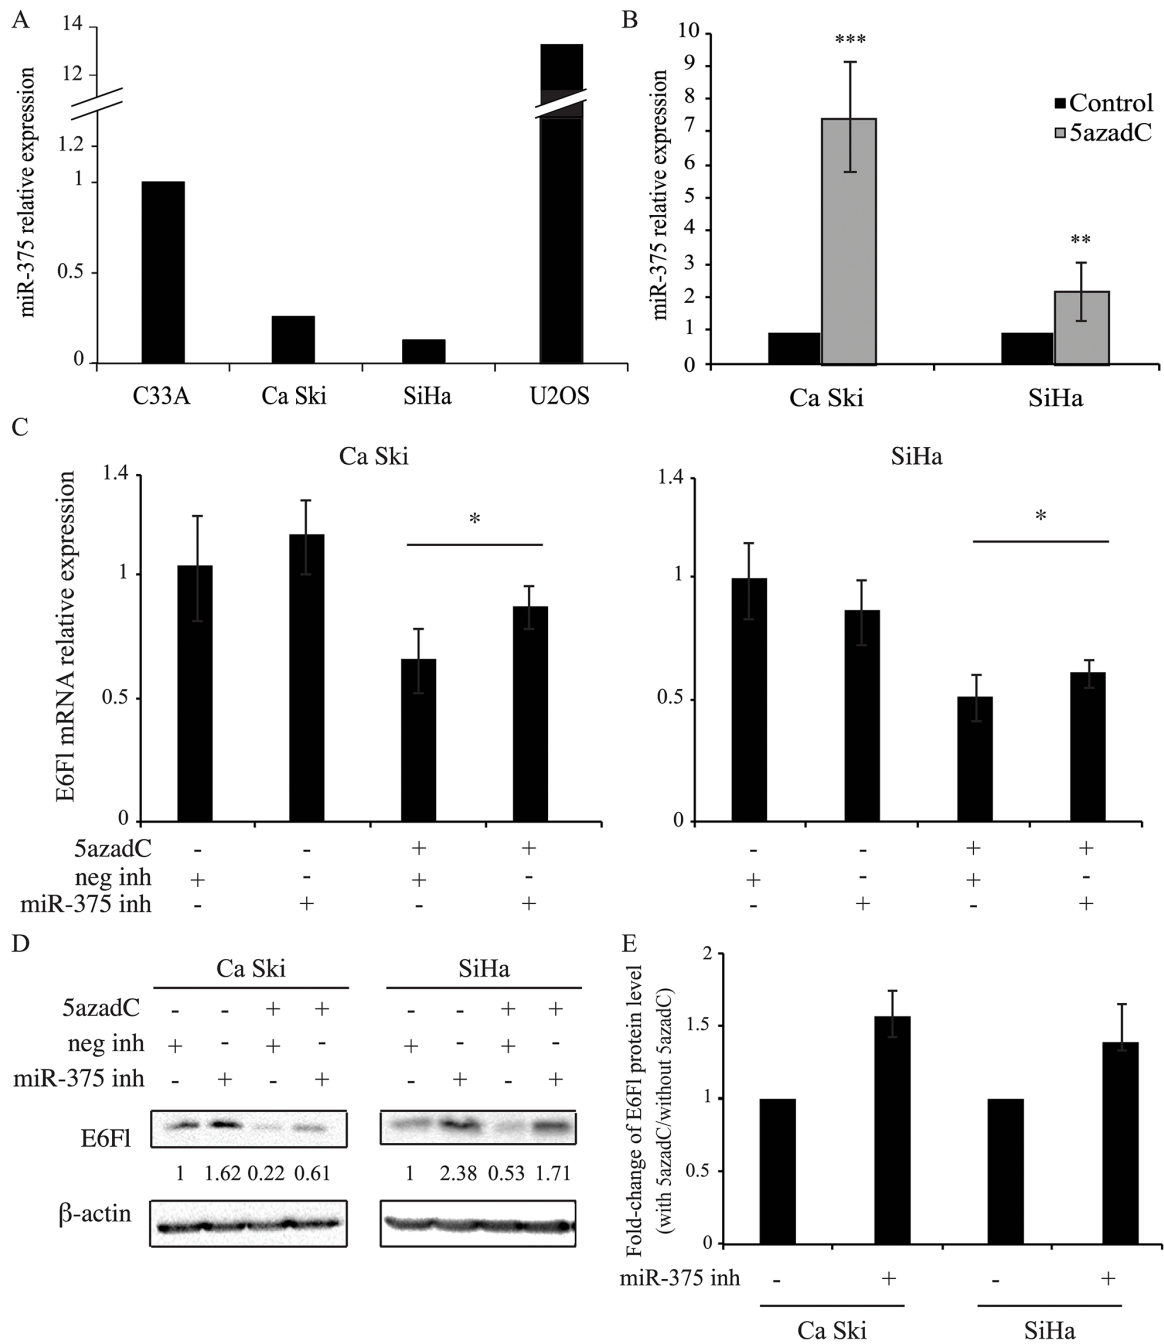 A
miR-375 relative expression
14
12
1.2
1
0.5
0
C33A Ca Ski SiHa U2OS
B
miR-375 relative expression
10
9
8
7
6
5
4
3
2
1
0
***
**
Control
5azadC
Ca Ski SiHa
C
Ca Ski
E6Fl mRNA relative expression
1.4
1
0.5
0
*
5azadC - - + +
neg inh + - + -
miR-375 inh - + - +
SiHa
1.4
1
0.5
0
*
- - + +
+ - + -
- + - +
D
Ca Ski SiHa
5azadC - - + + - - + +
neg inh + - + - + - + -
miR-375 inh - + - + - + - +
E6Fl
1 1.62 0.22 0.61 1 2.38 0.53 1.71
β-actin
E
Fold-change of E6Fl protein level
(with 5azadC/without 5azadC)
2
1.5
1
0.5
0
miR-375 inh - + - +
Ca Ski SiHa